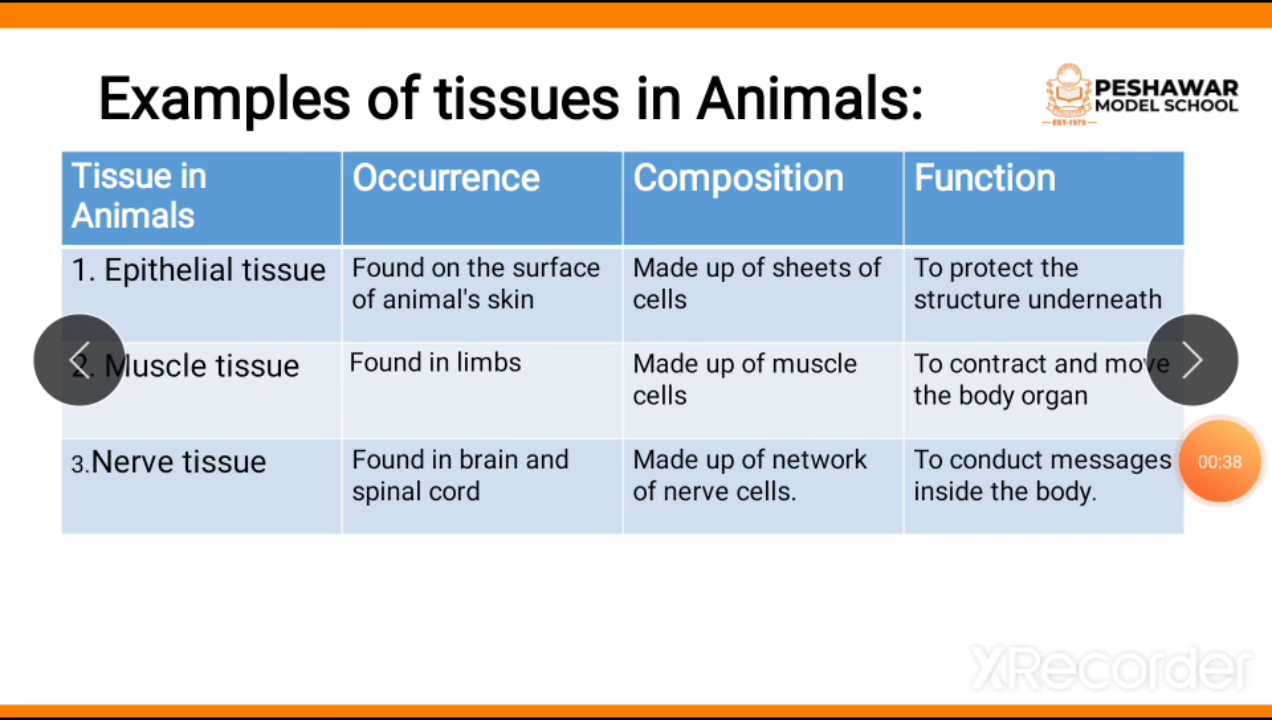 Examples of tissues in Animals:
PESHAWAR
MODEL SCHOOL
EST-1979
Tissue in
Animals
Occurrence
Composition
Function
1. Epithelial tissue
Found on the surface
of animal's skin
Made up of sheets of
cells
To protect the
structure underneath
2. Muscle tissue
Found in limbs
Made up of muscle
cells
To contract and move
the body organ
3.Nerve tissue
Found in brain and
spinal cord
Made up of network
of nerve cells.
To conduct messages
inside the body.
00:38
XRecorder